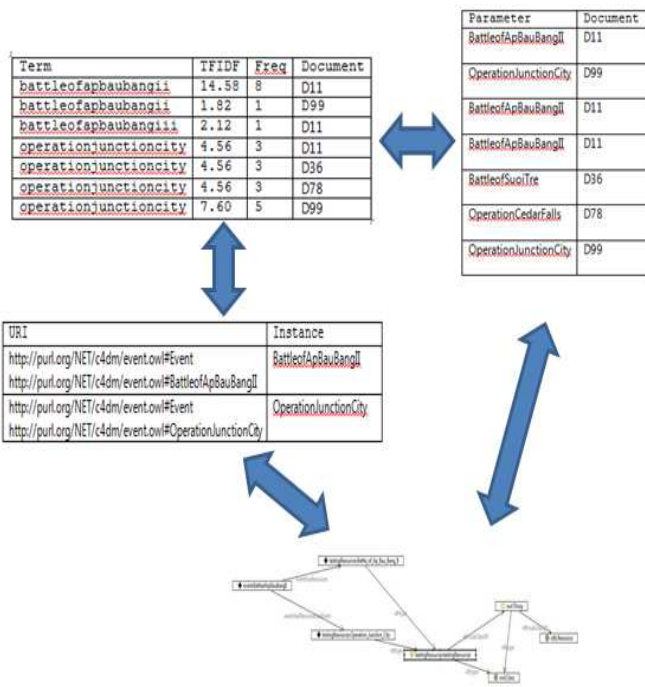 Term TFIDF Freq Document
battleofapbaubangii 14.58 8 D11
battleofapbaubangii 1.82 1 D99
battleofapbaubangiii 2.12 1 D11
operationjunctioncity 4.56 3 D11
operationjunctioncity 4.56 3 D36
operationjunctioncity 4.56 3 D78
operationjunctioncity 7.60 5 D99
Parameter Document
BattleofApBauBangII D11
OperationJunctionCity D99
BattleofApBauBangII D11
BattleofApBauBangII D11
BattleofSuoiTre D36
OperationCedarFalls D78
OperationJunctionCity D99
URI Instance
http://purl.org/NET/c4dm/event.owl#Event BattleofApBauBangII
http://purl.org/NET/c4dm/event.owl#BattleofApBauBangII
http://purl.org/NET/c4dm/event.owl#Event OperationJunctionCity
http://purl.org/NET/c4dm/event.owl#OperationJunctionCity